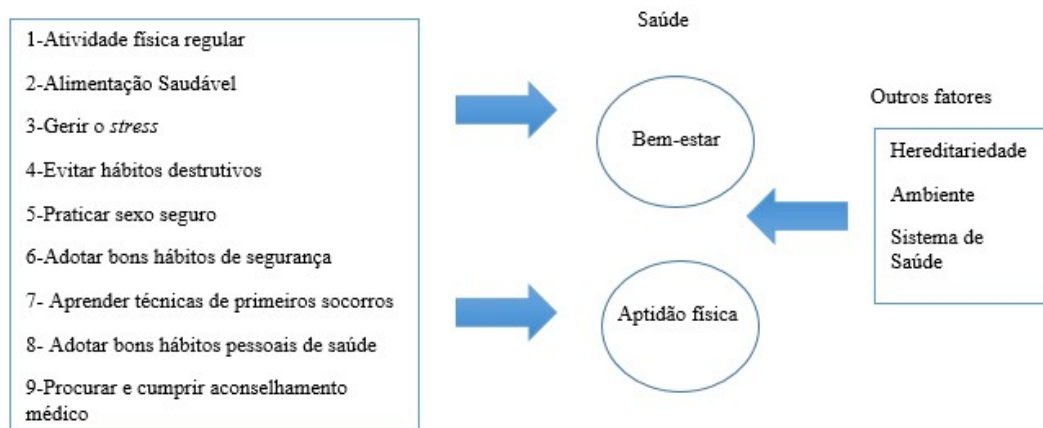 1-Atividade física regular
2-Alimentação Saudável
3-Gerir o stress
4-Evitar hábitos destrutivos
5-Praticar sexo seguro
6-Adotar bons hábitos de segurança
7- Aprender técnicas de primeiros socorros
8- Adotar bons hábitos pessoais de saúde
9-Procurar e cumprir aconselhamento
médico
Saúde
Bem-estar
Aptidão física
Outros fatores
Hereditariedade
Ambiente
Sistema de
Saúde